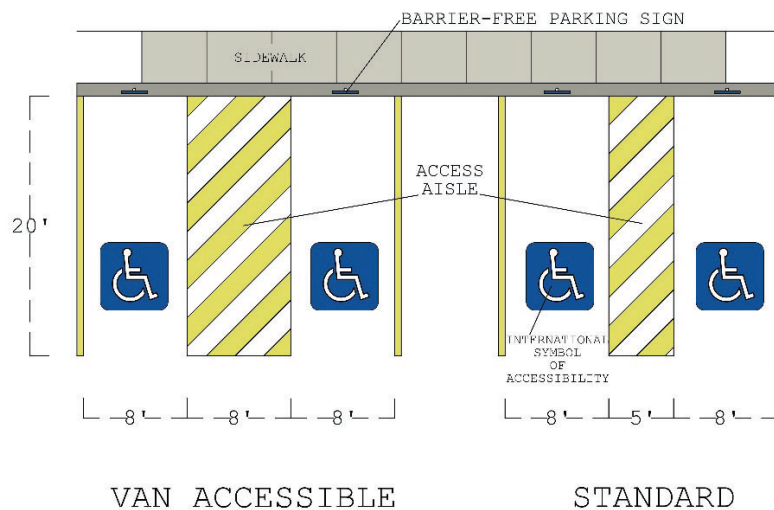 BARRIER-FREE PARKING SIGN
SIDEWALK
ACCESS
AISLE
20'
INTERNATIONAL
SYMBOL
OF
ACCESSIBILITY
8' 8' 8' 8' 5' 8'
VAN ACCESSIBLE STANDARD